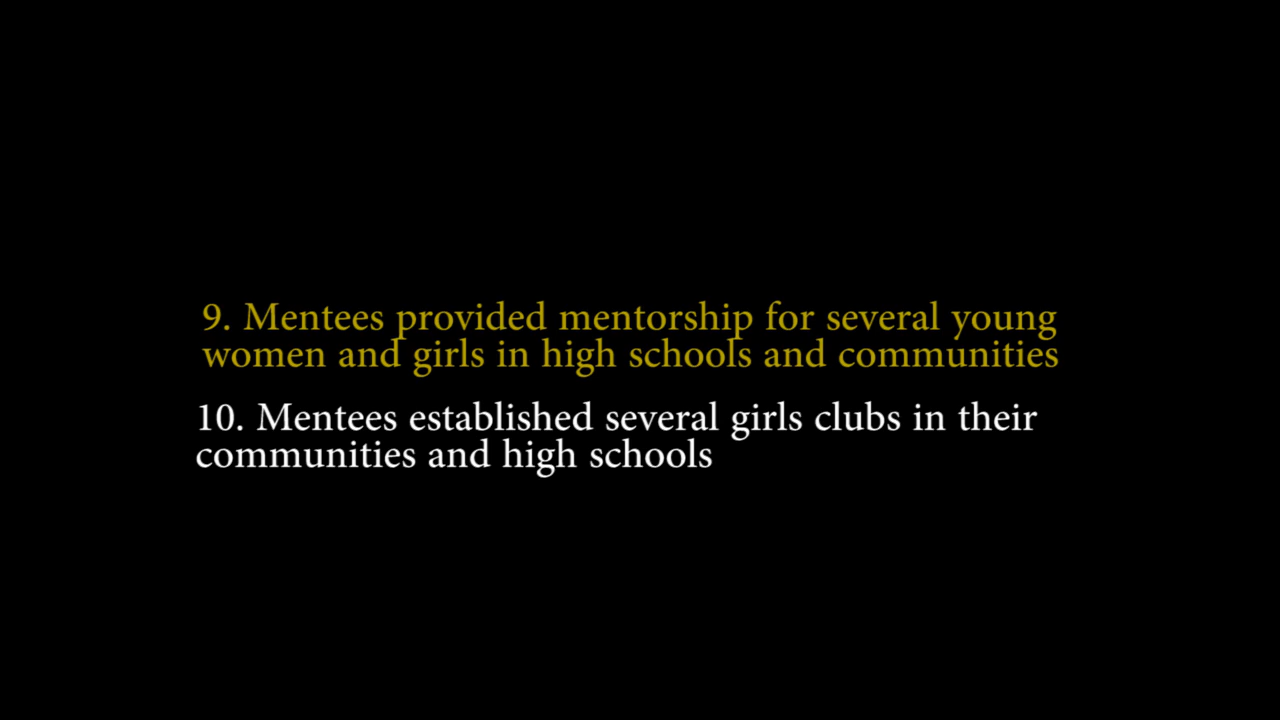 9. Mentees provided mentorship for several young
women and girls in high schools and communities
10. Mentees established several girls clubs in their
communities and high schools